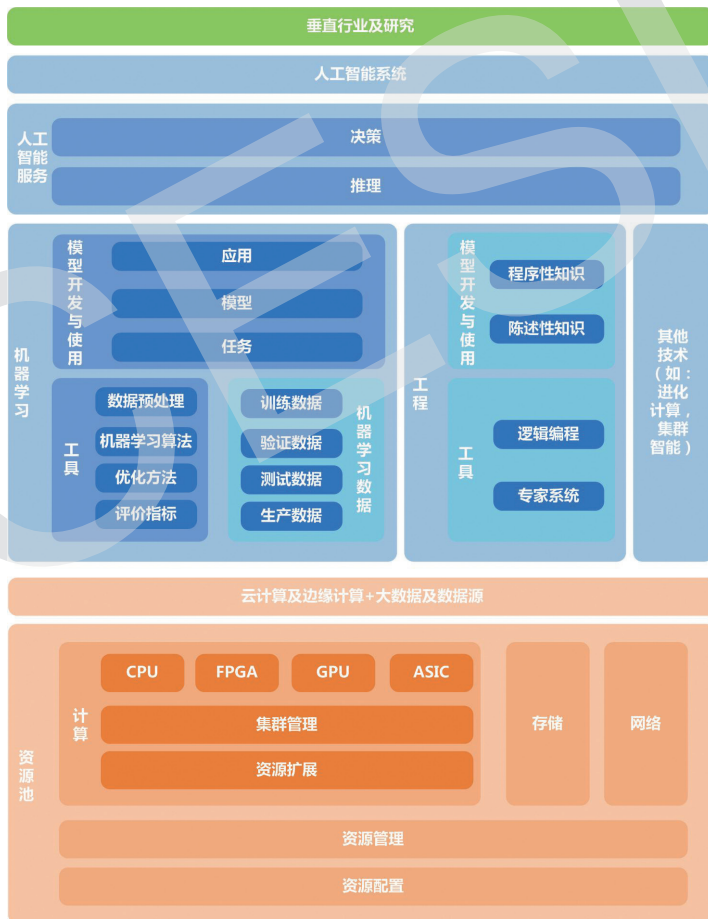 垂直行业及研究
人工智能系统
人工
智能
服务
决策
推理
机器学习
模型开发与使用
应用
模型
任务
工具
数据预处理
机器学习算法
优化方法
评价指标
训练数据
验证数据
测试数据
生产数据
机器学习数据
工程
模型开发与使用
程序性知识
陈述性知识
工具
逻辑编程
专家系统
其他
技术
（如：
进化
计算，
集群
智能）
云计算及边缘计算+大数据及数据源
资源池
计算
CPU
FPGA
GPU
ASIC
集群管理
资源扩展
存储
网络
资源管理
资源配置